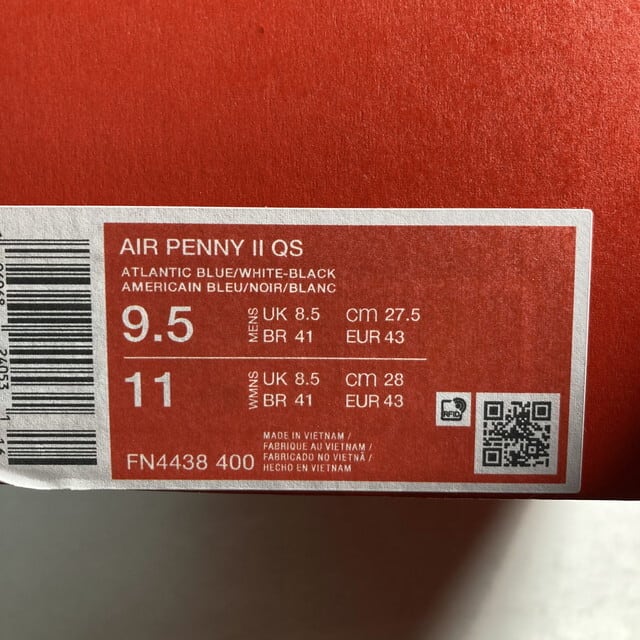 AIR PENNY II QS
ATLANTIC BLUE/WHITE-BLACK
AMERICAIN BLEU/NOIR/BLANC
9.5 MENS UK 8.5 cm 27.5
BR 41 EUR 43
11 WMNS UK 8.5 cm 28
BR 41 EUR 43
RFID
MADE IN VIETNAM /
FABRIQUE AU VIETNAM /
FABRICADO NO VIETNÃ /
HECHO EN VIETNAM
FN4438 400